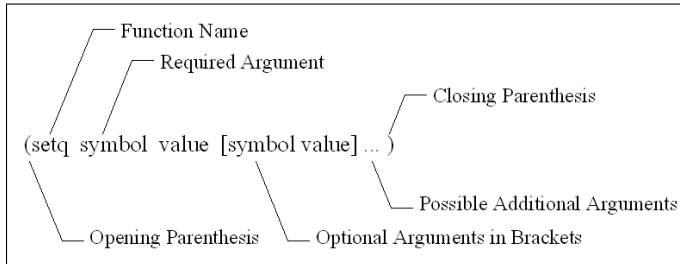 Function Name
Required Argument
Closing Parenthesis
(setq symbol value [symbol value] ... )
Possible Additional Arguments
Opening Parenthesis
Optional Arguments in Brackets